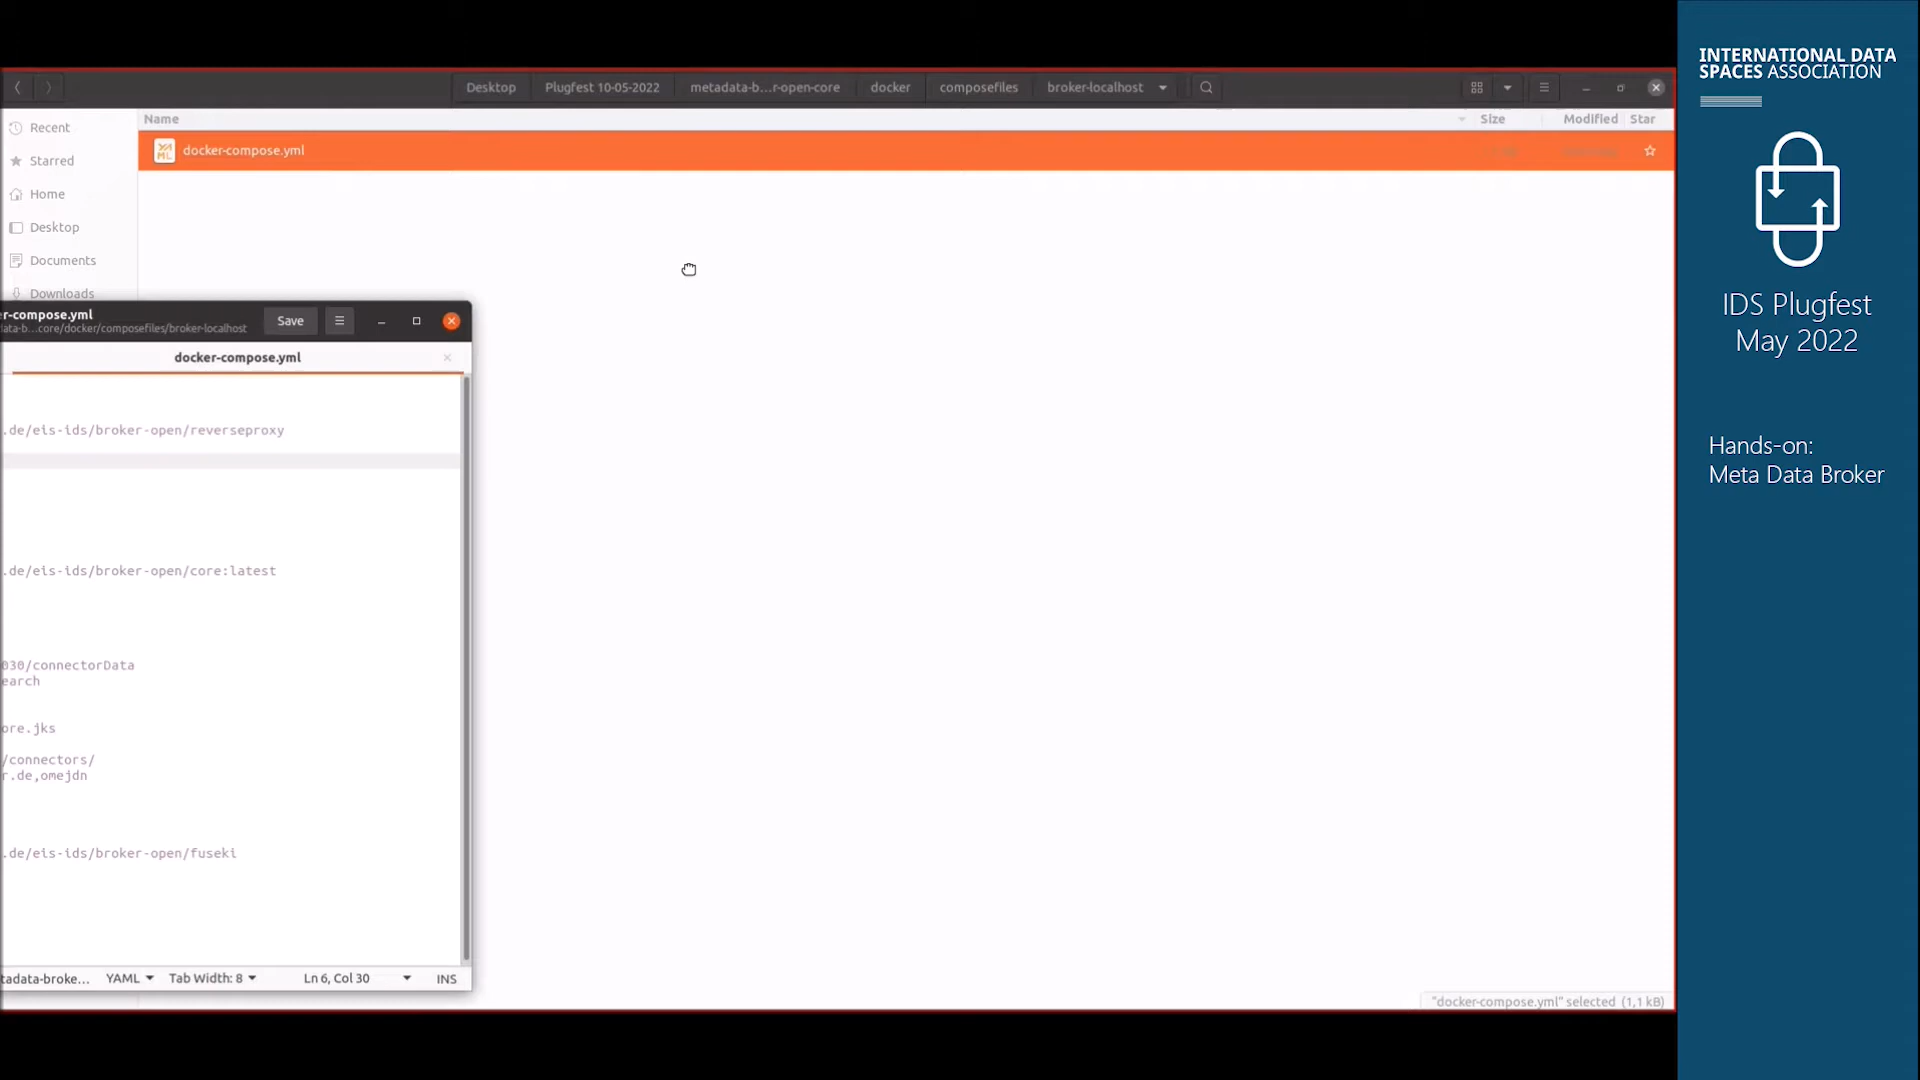 Desktop
Plugfest 10-05-2022
metadata-b...r-open-core
docker
composefiles
broker-localhost
Name
Size
Modified
Star
Recent
docker-compose.yml
Starred
Home
Desktop
Documents
Downloads
r-compose.yml
ata-b...core/docker/composefiles/broker-localhost
Save
docker-compose.yml
.de/eis-ids/broker-open/reverseproxy
.de/eis-ids/broker-open/core:latest
030/connectorData
earch
ore.jks
/connectors/
r.de,omejdn
.de/eis-ids/broker-open/fuseki
tadata-broke...
YAML
Tab Width: 8
Ln 6, Col 30
INS
"docker-compose.yml" selected (1,1 kB)
INTERNATIONAL DATA
SPACES ASSOCIATION
IDS Plugfest
May 2022
Hands-on:
Meta Data Broker